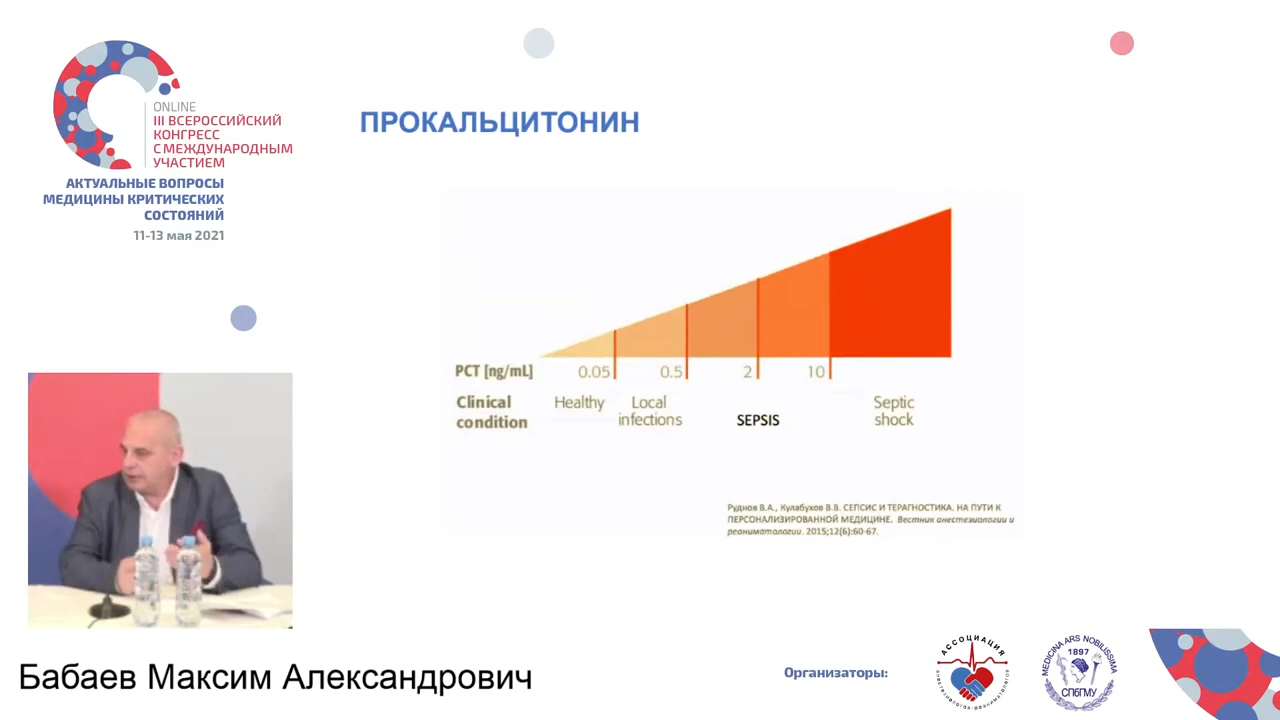 ONLINE
III ВСЕРОССИЙСКИЙ
КОНГРЕСС
С МЕЖДУНАРОДНЫМ
УЧАСТИЕМ
АКТУАЛЬНЫЕ ВОПРОСЫ
МЕДИЦИНЫ КРИТИЧЕСКИХ
СОСТОЯНИЙ
11-13 мая 2021
ПРОКАЛЬЦИТОНИН
PCT [ng/mL] 0.05 0.5 2 10
Clinical condition
Healthy
Local infections
SEPSIS
Septic shock
Руднов В.А., Кулабухов В.В. СЕПСИС И ТЕРАГНОСТИКА. НА ПУТИ К
ПЕРСОНАЛИЗИРОВАННОЙ МЕДИЦИНЕ. Вестник анестезиологии и
реаниматологии. 2015;12(6):60-67.
Бабаев Максим Александрович
Организаторы:
АССОЦИАЦИЯ
анестезиологов-реаниматологов
MEDICINA ARS NOBILISSIMA
1897
СПбГМУ